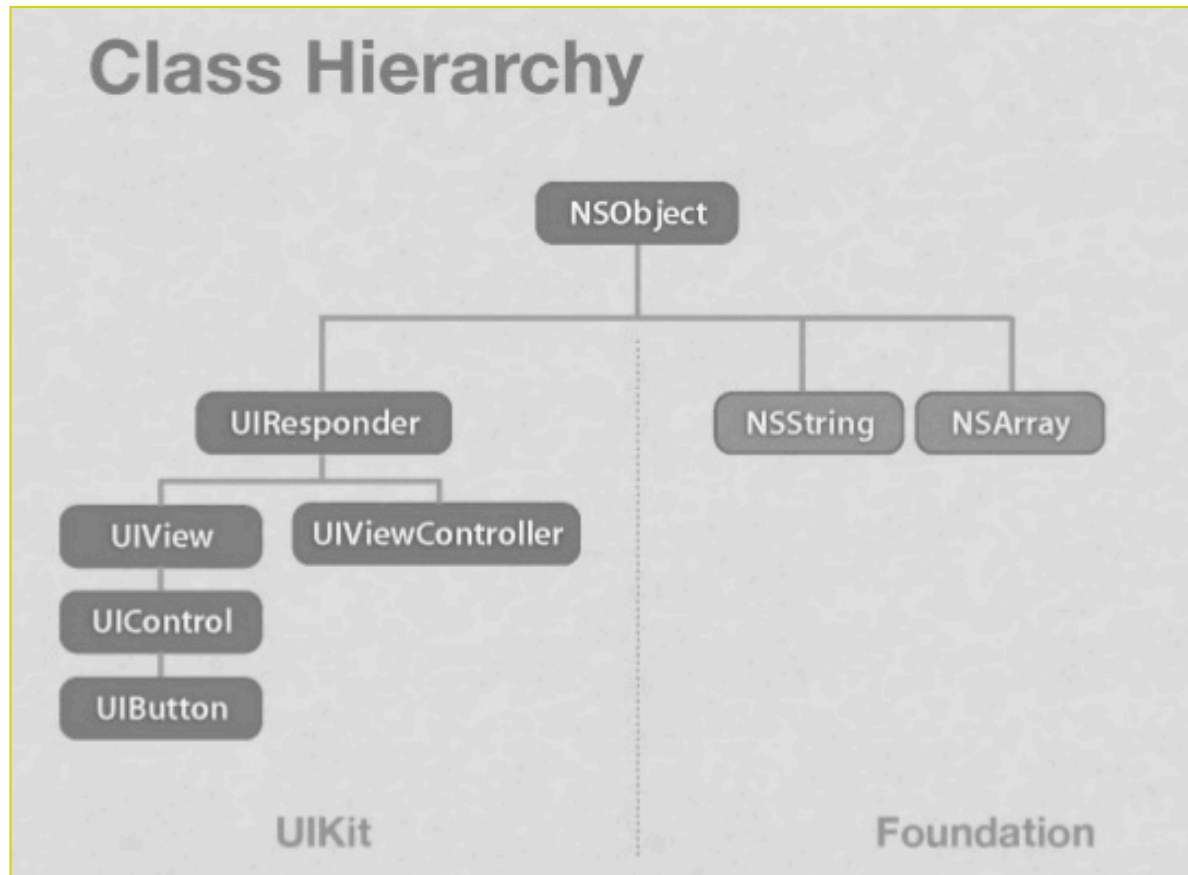 Class Hierarchy
NSObject
UIResponder
NSString
NSArray
UIView
UIViewController
UIControl
UIButton
UIKit
Foundation